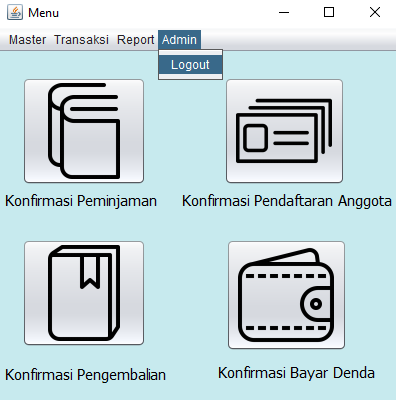 Menu
Master Transaksi Report Admin
Logout
Konfirmasi Peminjaman
Konfirmasi Pendaftaran Anggota
Konfirmasi Pengembalian
Konfirmasi Bayar Denda